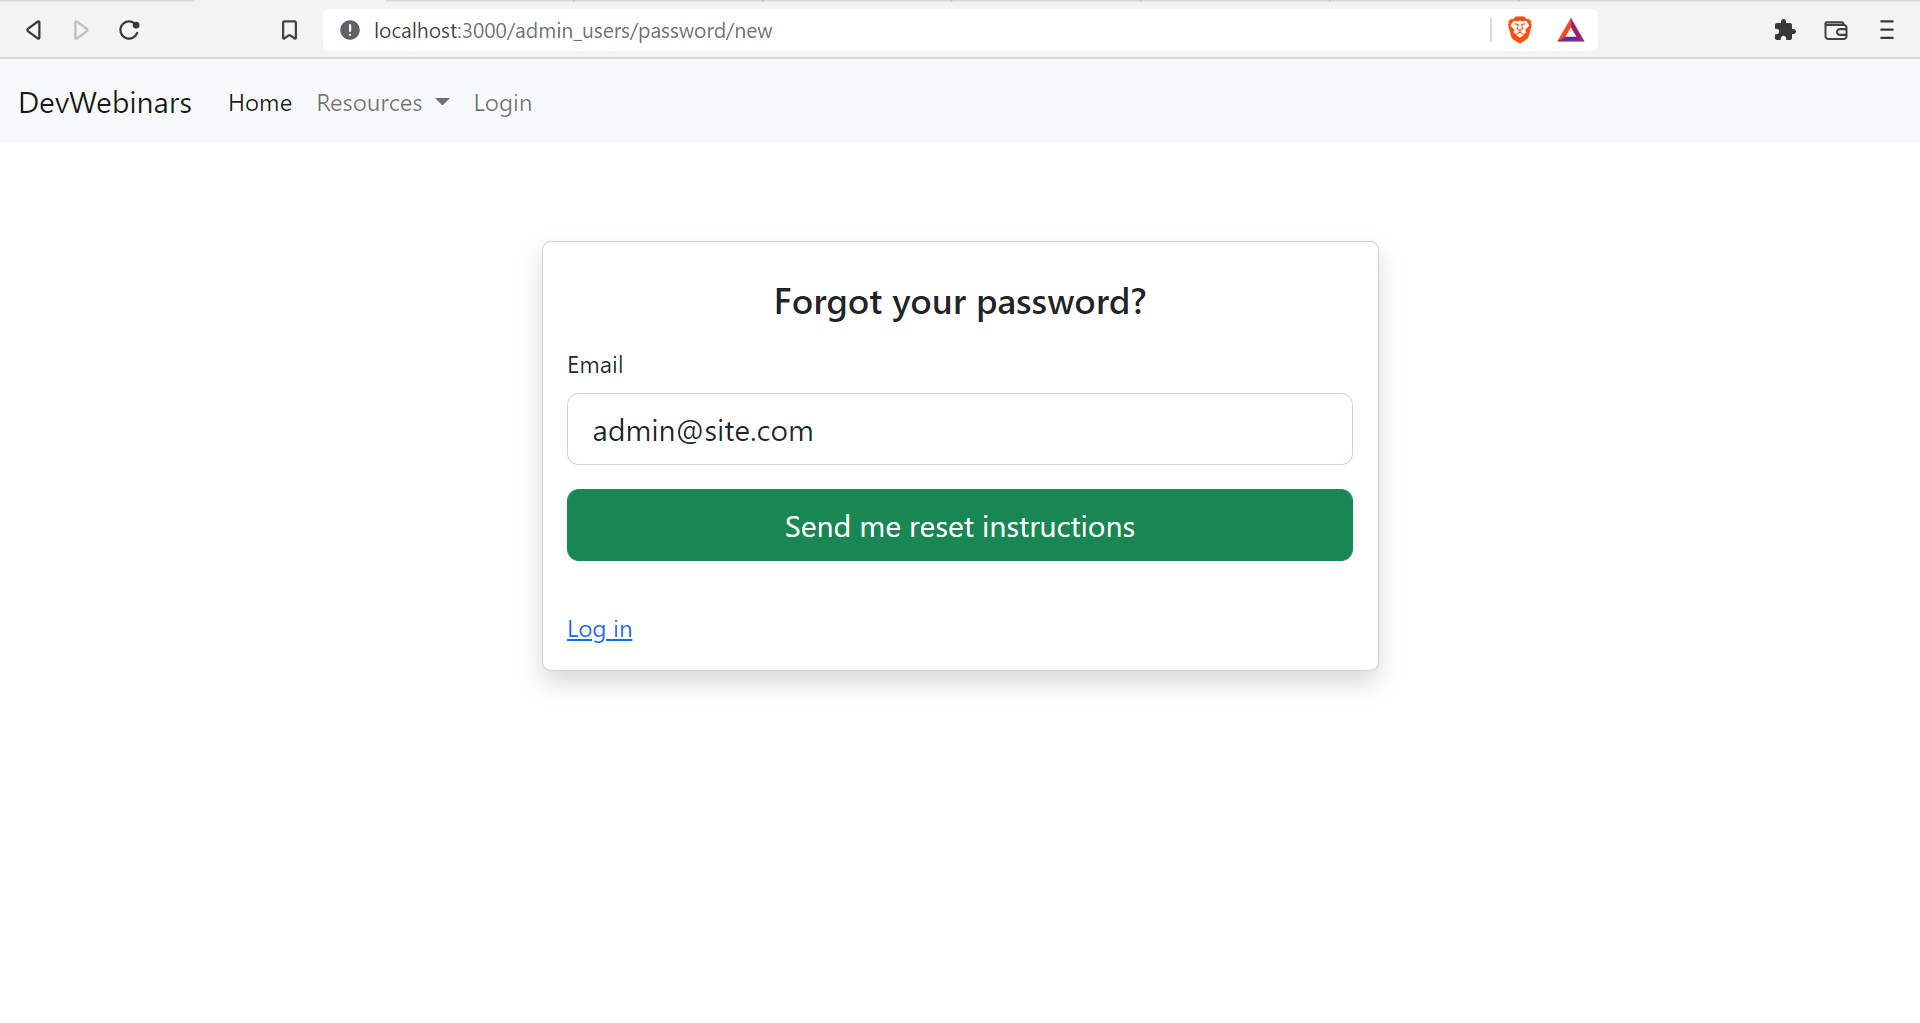 localhost:3000/admin_users/password/new
DevWebinars Home Resources Login
Forgot your password?
Email
admin@site.com
Send me reset instructions
Log in